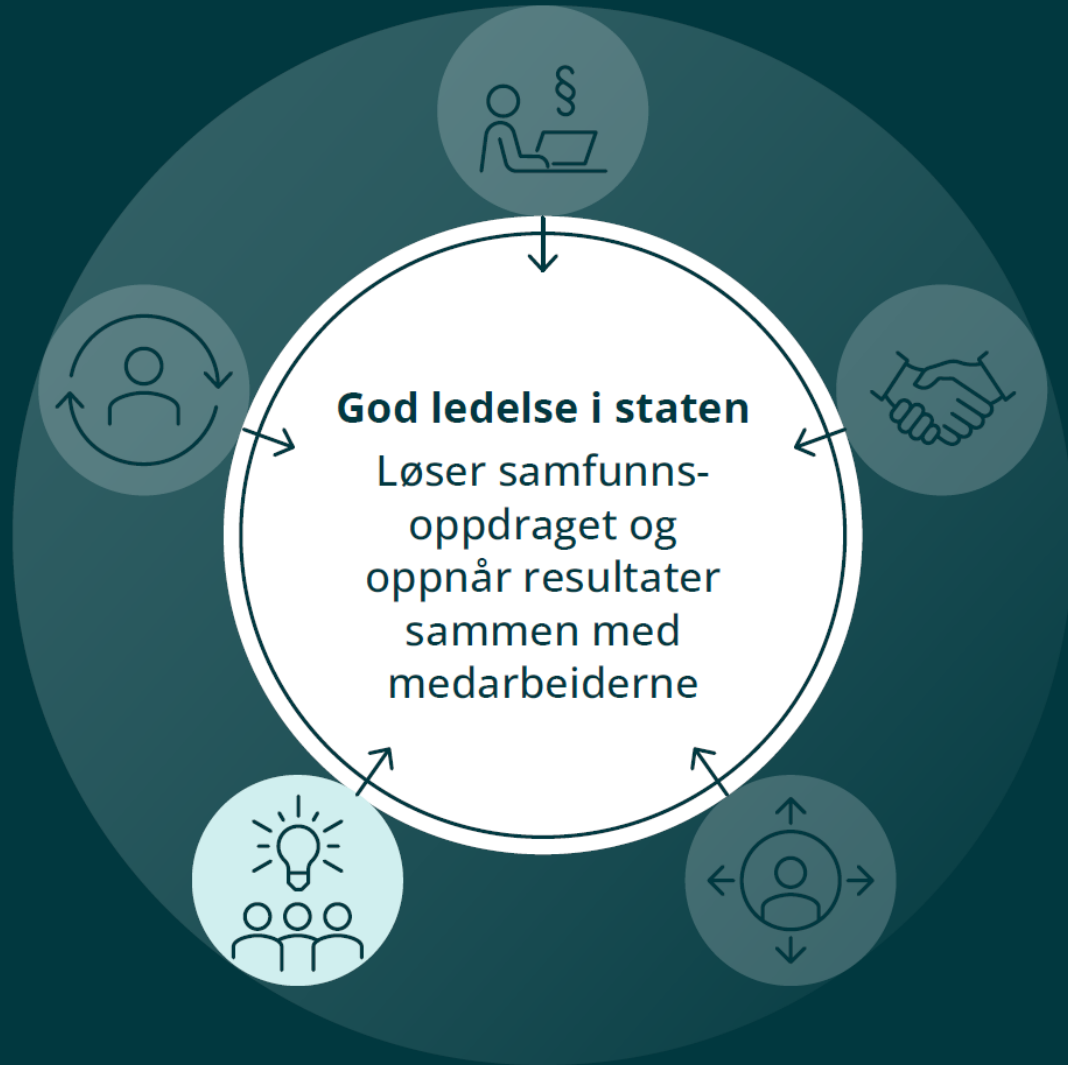 §
God ledelse i staten
Løser samfunns-
oppdraget og
oppnår resultater
sammen med
medarbeiderne